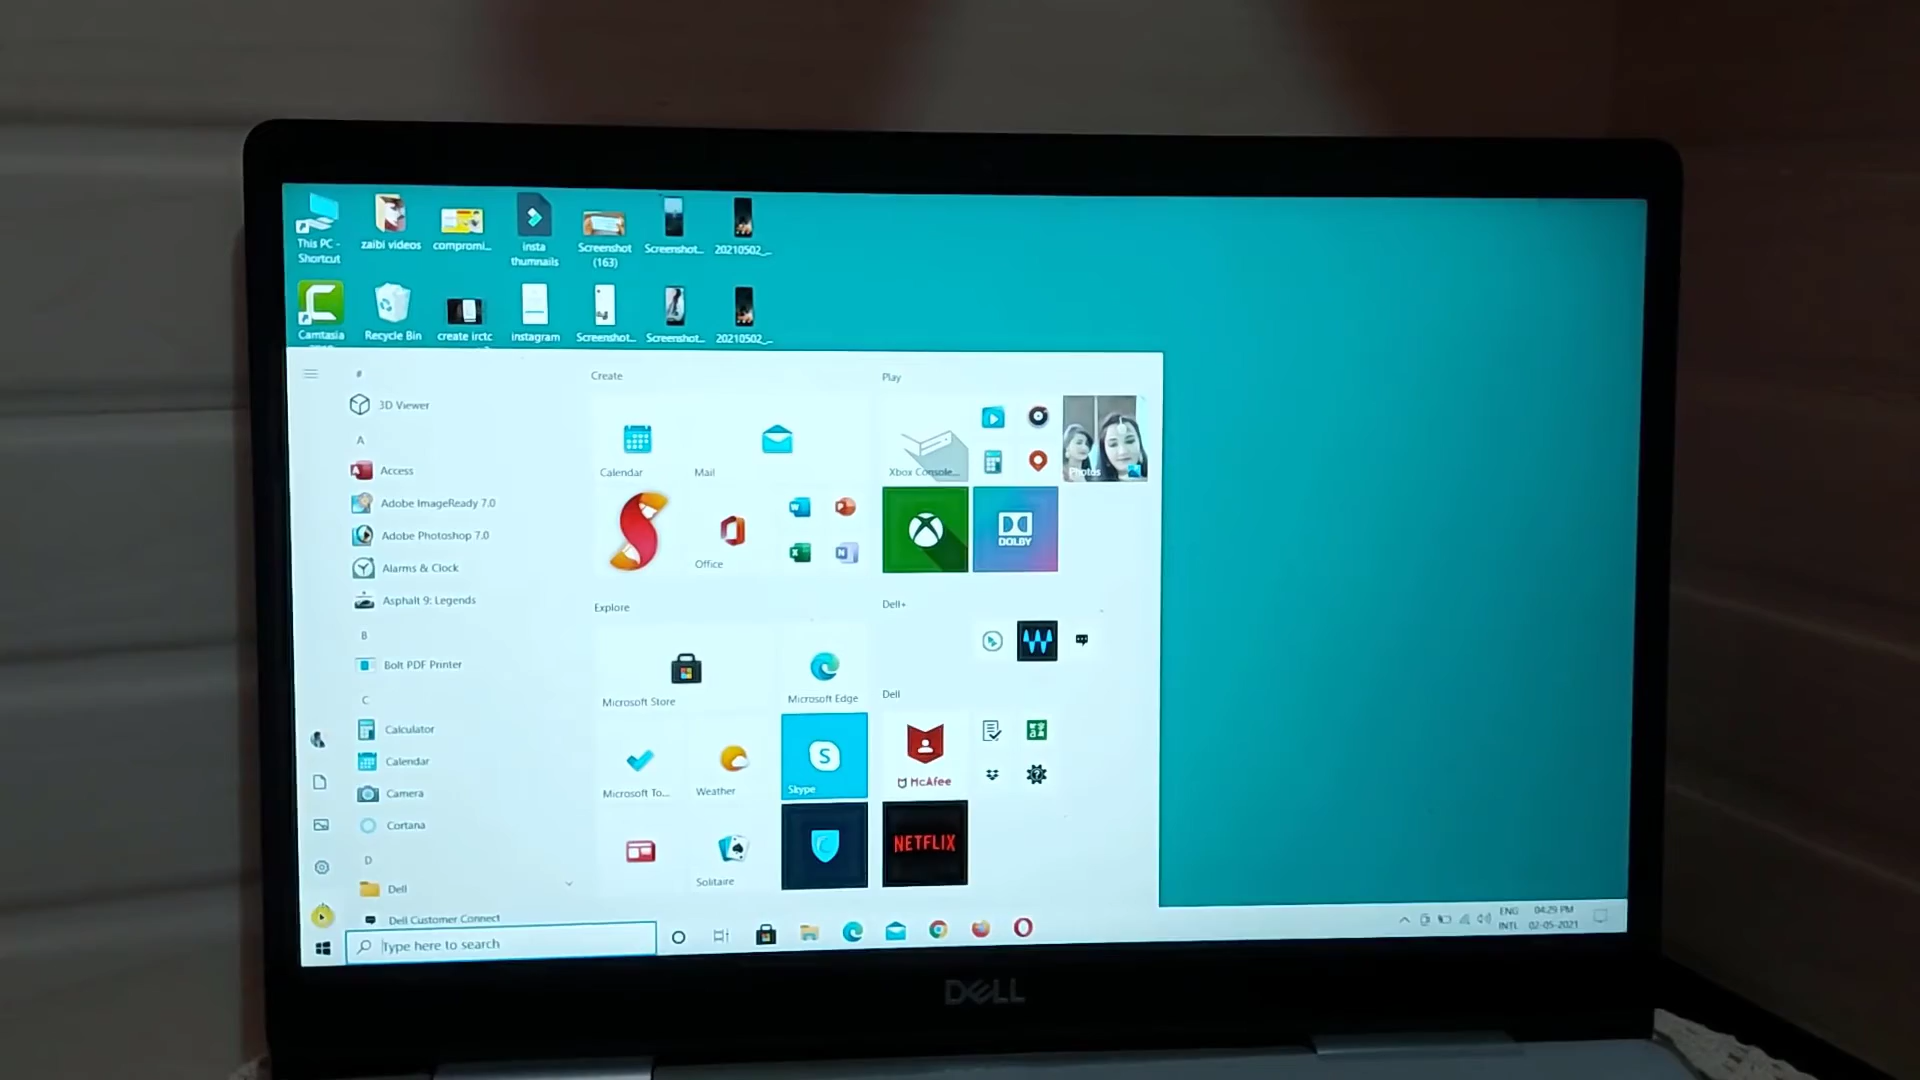 This PC -
Shortcut
zaibi videos
compromi...
insta
thumnails
Screenshot
(163)
Screenshot...
20210502_...
Camtasia
Recycle Bin
create irctc
instagram
Screenshot...
Screenshot...
20210502_...
#
3D Viewer
A
Access
Adobe ImageReady 7.0
Adobe Photoshop 7.0
Alarms & Clock
Asphalt 9: Legends
B
Bolt PDF Printer
C
Calculator
Calendar
Camera
Cortana
D
Dell
Dell Customer Connect
Type here to search
Create
Calendar
Mail
Office
Explore
Microsoft Store
Microsoft Edge
Microsoft To...
Weather
Skype
Solitaire
Play
Xbox Console...
Photos
DOLBY
Dell+
Dell
McAfee
NETFLIX
ENG
INTL
04:29 PM
02-05-2021
DELL